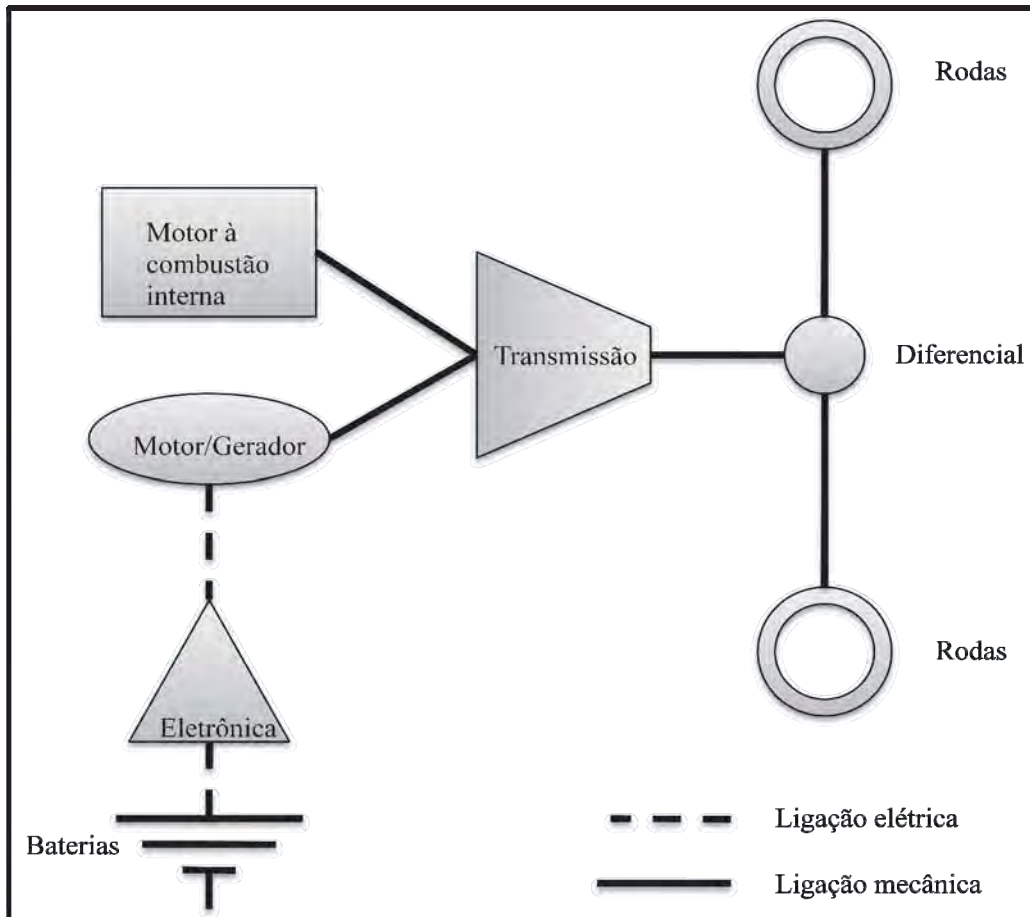 Rodas
Motor à
combustão
interna
Transmissão
Diferencial
Motor/Gerador
Rodas
Eletrônica
Baterias
Ligação elétrica
Ligação mecânica